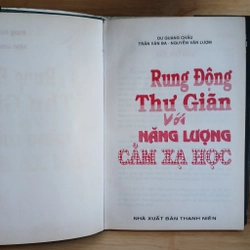 DƯ QUANG CHÂU
TRẦN VĂN BA - NGUYỄN VĂN LƯƠN
Rung Động
Thư Giãn
Với
NĂNG LƯỢNG
CẢM XẠ HỌC
NHÀ XUẤT BẢN THANH NIÊN